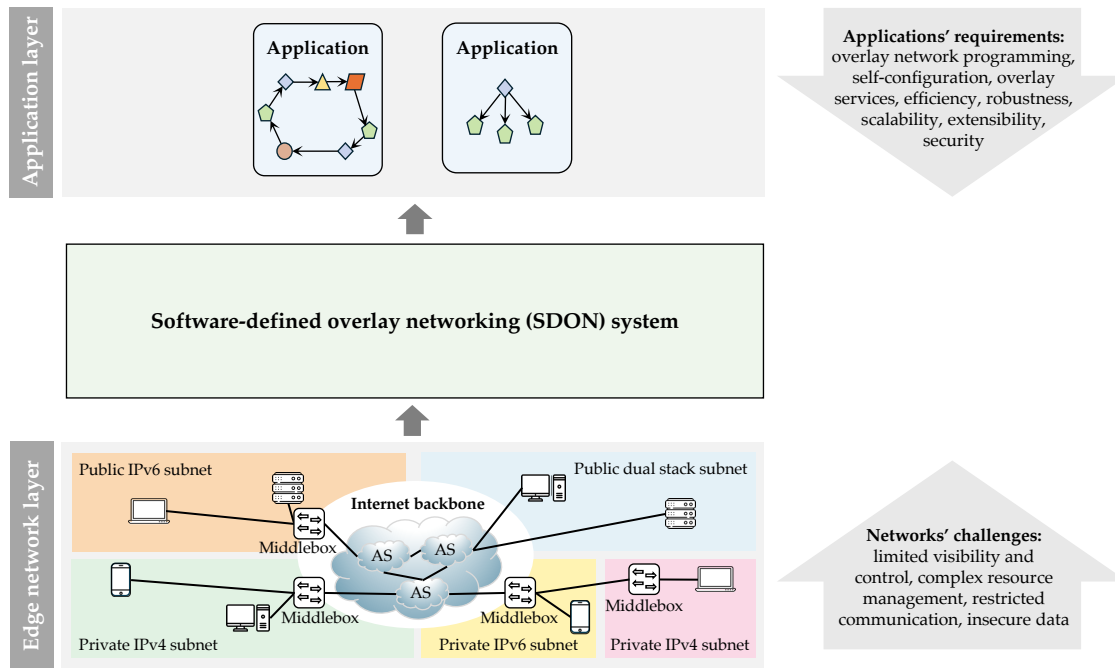 Application layer
Application
Application
Applications' requirements:
overlay network programming,
self-configuration, overlay
services, efficiency, robustness,
scalability, extensibility,
security
Software-defined overlay networking (SDON) system
Edge network layer
Public IPv6 subnet
Public dual stack subnet
Internet backbone
Middlebox
AS
AS
AS
Middlebox
Middlebox
Middlebox
Private IPv4 subnet
Private IPv6 subnet
Private IPv4 subnet
Networks' challenges:
limited visibility and
control, complex resource
management, restricted
communication, insecure data